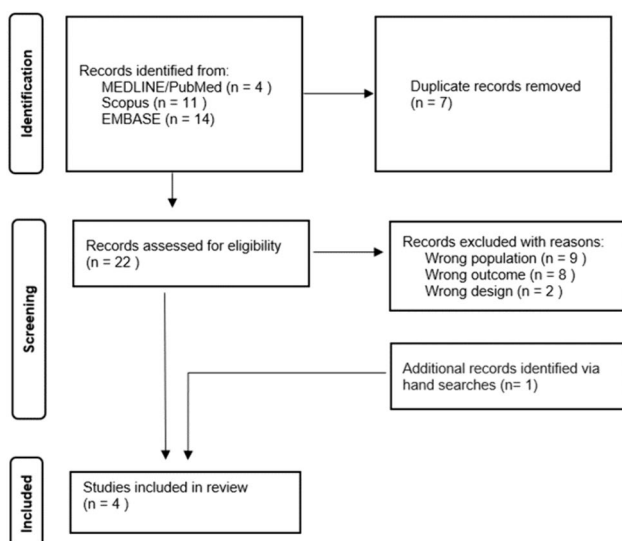 Identification
Records identified from:
MEDLINE/PubMed (n = 4 )
Scopus (n = 11 )
EMBASE (n = 14)
Duplicate records removed
(n = 7)
Screening
Records assessed for eligibility
(n = 22 )
Records excluded with reasons:
Wrong population (n = 9 )
Wrong outcome (n = 8 )
Wrong design (n = 2 )
Additional records identified via
hand searches (n= 1)
Included
Studies included in review
(n = 4 )